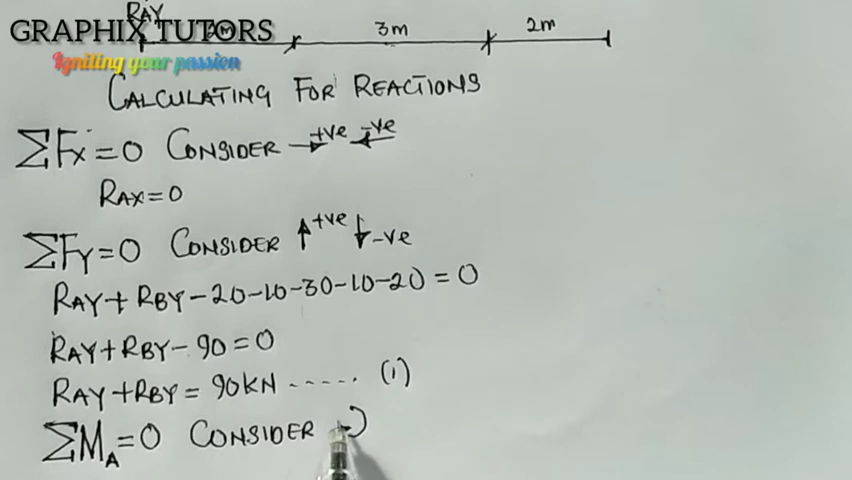 RAY
GRAPHIX TUTORS
3m 2m
Igniting your passion
CALCULATING FOR REACTIONS
ΣFx=0 CONSIDER → +ve ← -ve
RAX=0
ΣFy=0 CONSIDER ↑ +ve ↓ -ve
RAY+RBY-20-10-30-10-20=0
RAY+RBY-90=0
RAY+RBY=90KN ..... (1)
ΣMA=0 CONSIDER